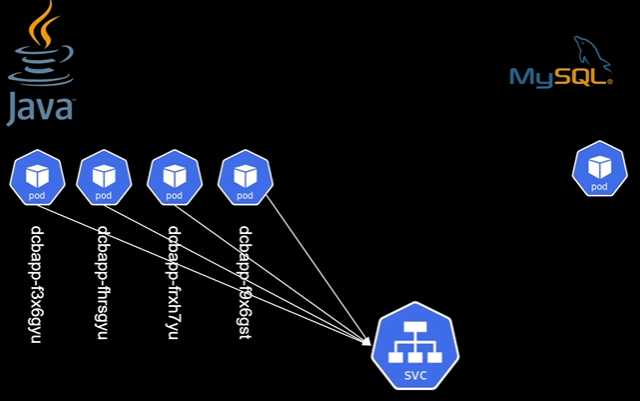 Java
MySQL®
pod
pod
pod
pod
pod
dcbapp-f3x6gyu
dcbapp-fhrsgyu
dcbapp-frxh7yu
dcbapp-f9x6gst
svc